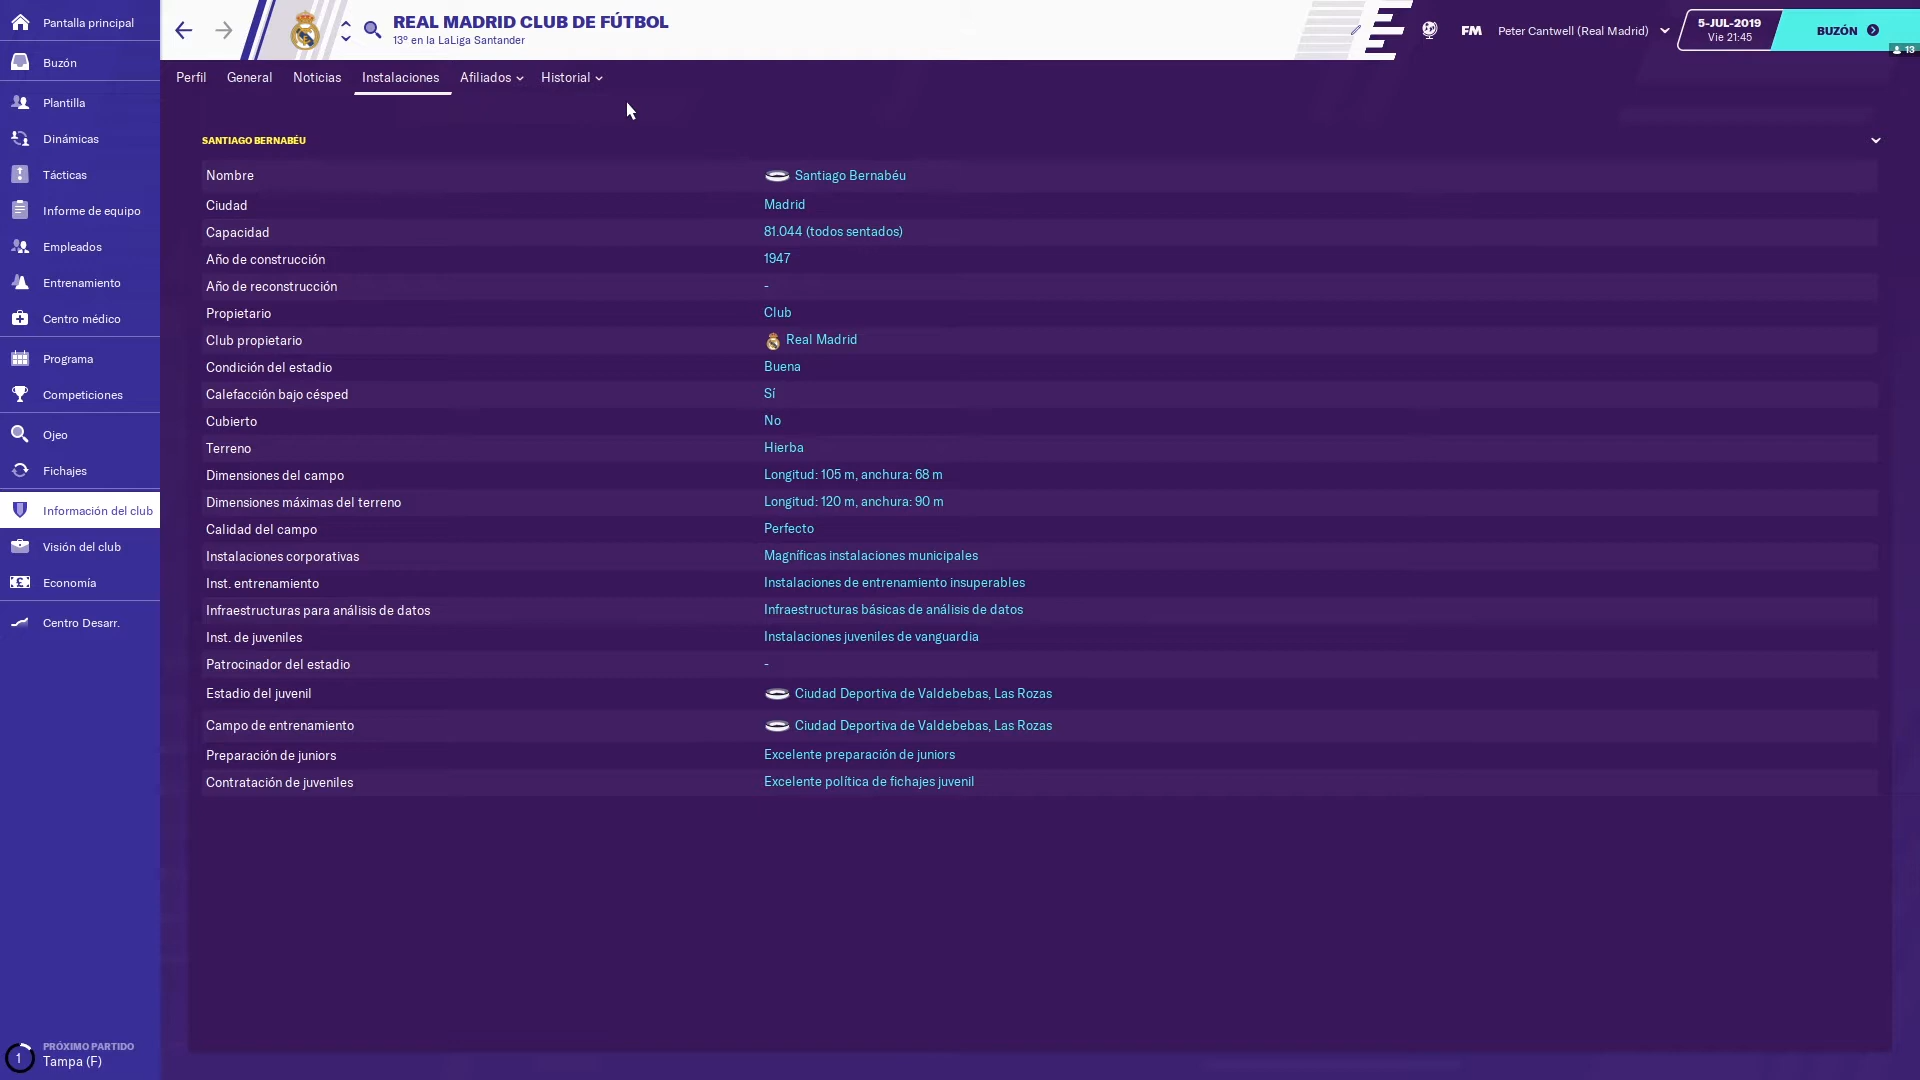 Pantalla principal
Buzón
Plantilla
Dinámicas
Tácticas
Informe de equipo
Empleados
Entrenamiento
Centro médico
Programa
Competiciones
Ojeo
Fichajes
Información del club
Visión del club
Economía
Centro Desarr.
1
PRÓXIMO PARTIDO
Tampa (F)
REAL MADRID CLUB DE FÚTBOL
13º en la LaLiga Santander
FM
Peter Cantwell (Real Madrid)
5-JUL-2019
Vie 21:45
BUZÓN
13
Perfil General Noticias Instalaciones Afiliados Historial
SANTIAGO BERNABÉU
Nombre Santiago Bernabéu
Ciudad Madrid
Capacidad 81.044 (todos sentados)
Año de construcción 1947
Año de reconstrucción -
Propietario Club
Club propietario Real Madrid
Condición del estadio Buena
Calefacción bajo césped Sí
Cubierto No
Terreno Hierba
Dimensiones del campo Longitud: 105 m, anchura: 68 m
Dimensiones máximas del terreno Longitud: 120 m, anchura: 90 m
Calidad del campo Perfecto
Instalaciones corporativas Magníficas instalaciones municipales
Inst. entrenamiento Instalaciones de entrenamiento insuperables
Infraestructuras para análisis de datos Infraestructuras básicas de análisis de datos
Inst. de juveniles Instalaciones juveniles de vanguardia
Patrocinador del estadio -
Estadio del juvenil Ciudad Deportiva de Valdebebas, Las Rozas
Campo de entrenamiento Ciudad Deportiva de Valdebebas, Las Rozas
Preparación de juniors Excelente preparación de juniors
Contratación de juveniles Excelente política de fichajes juvenil